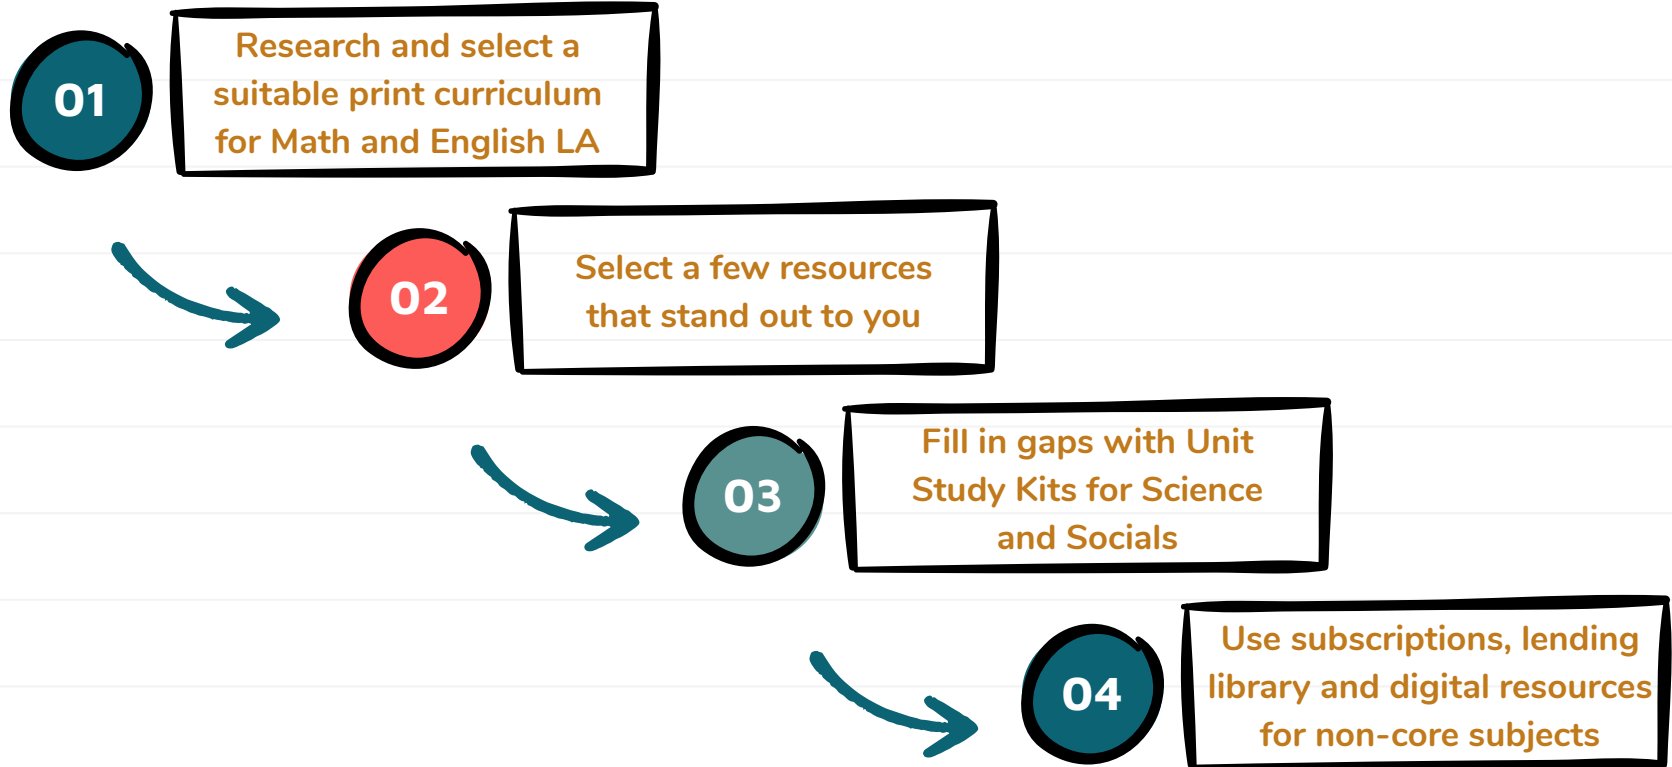 01
Research and select a
suitable print curriculum
for Math and English LA
02
Select a few resources
that stand out to you
03
Fill in gaps with Unit
Study Kits for Science
and Socials
04
Use subscriptions, lending
library and digital resources
for non-core subjects